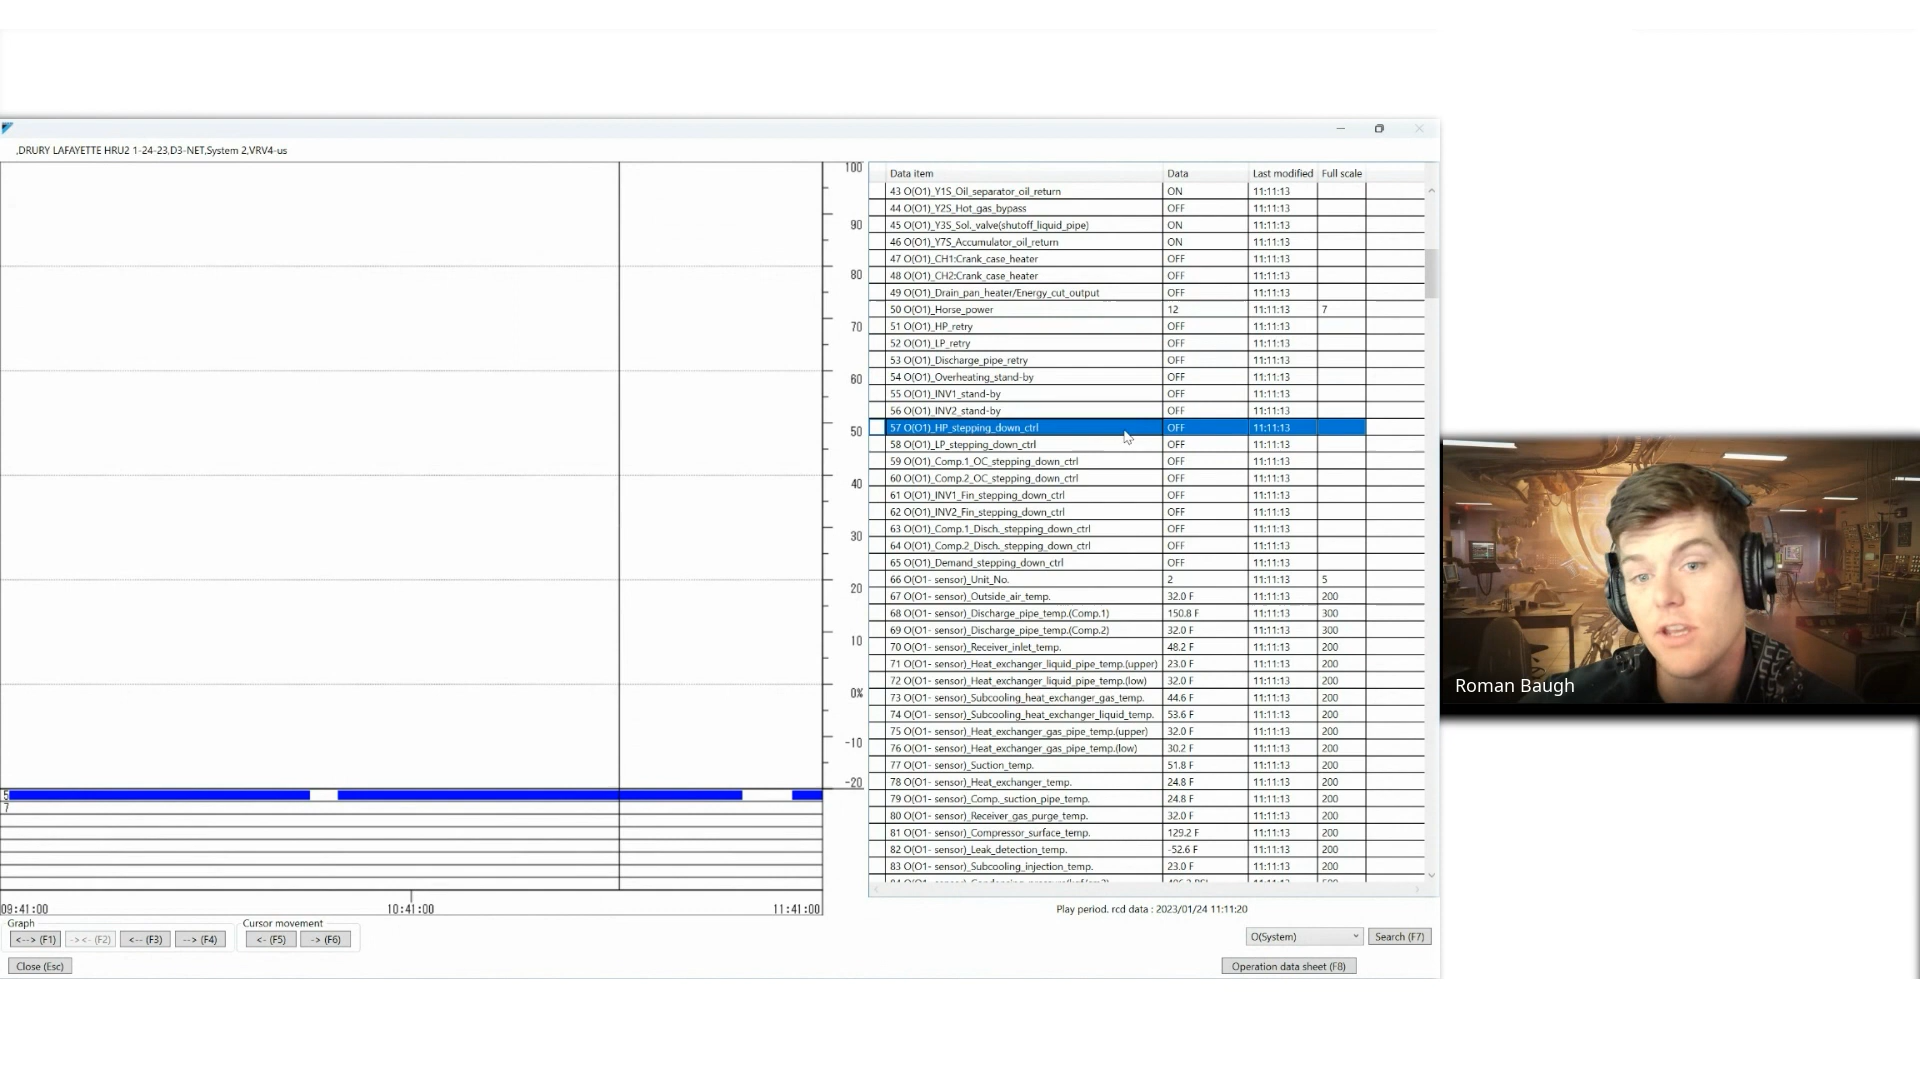 ,DRURY LAFAYETTE HRU2 1-24-23,D3-NET,System 2,VRV4-us
100
90
80
70
60
50
40
30
20
10
0%
-10
-20
5
7
09:41:00 10:41:00 11:41:00
Data item Data Last modified Full scale
43 O(O1)_Y1S_Oil_separator_oil_return ON 11:11:13
44 O(O1)_Y2S_Hot_gas_bypass OFF 11:11:13
45 O(O1)_Y3S_Sol._valve(shutoff_liquid_pipe) ON 11:11:13
46 O(O1)_Y7S_Accumulator_oil_return ON 11:11:13
47 O(O1)_CH1:Crank_case_heater OFF 11:11:13
48 O(O1)_CH2:Crank_case_heater OFF 11:11:13
49 O(O1)_Drain_pan_heater/Energy_cut_output OFF 11:11:13
50 O(O1)_Horse_power 12 11:11:13 7
51 O(O1)_HP_retry OFF 11:11:13
52 O(O1)_LP_retry OFF 11:11:13
53 O(O1)_Discharge_pipe_retry OFF 11:11:13
54 O(O1)_Overheating_stand-by OFF 11:11:13
55 O(O1)_INV1_stand-by OFF 11:11:13
56 O(O1)_INV2_stand-by OFF 11:11:13
57 O(O1)_HP_stepping_down_ctrl OFF 11:11:13
58 O(O1)_LP_stepping_down_ctrl OFF 11:11:13
59 O(O1)_Comp.1_OC_stepping_down_ctrl OFF 11:11:13
60 O(O1)_Comp.2_OC_stepping_down_ctrl OFF 11:11:13
61 O(O1)_INV1_Fin_stepping_down_ctrl OFF 11:11:13
62 O(O1)_INV2_Fin_stepping_down_ctrl OFF 11:11:13
63 O(O1)_Comp.1_Disch._stepping_down_ctrl OFF 11:11:13
64 O(O1)_Comp.2_Disch._stepping_down_ctrl OFF 11:11:13
65 O(O1)_Demand_stepping_down_ctrl OFF 11:11:13
66 O(O1- sensor)_Unit_No. 2 11:11:13 5
67 O(O1- sensor)_Outside_air_temp. 32.0 F 11:11:13 200
68 O(O1- sensor)_Discharge_pipe_temp.(Comp.1) 150.8 F 11:11:13 300
69 O(O1- sensor)_Discharge_pipe_temp.(Comp.2) 32.0 F 11:11:13 300
70 O(O1- sensor)_Receiver_inlet_temp. 48.2 F 11:11:13 200
71 O(O1- sensor)_Heat_exchanger_liquid_pipe_temp.(upper) 23.0 F 11:11:13 200
72 O(O1- sensor)_Heat_exchanger_liquid_pipe_temp.(low) 32.0 F 11:11:13 200
73 O(O1- sensor)_Subcooling_heat_exchanger_gas_temp. 44.6 F 11:11:13 200
74 O(O1- sensor)_Subcooling_heat_exchanger_liquid_temp. 53.6 F 11:11:13 200
75 O(O1- sensor)_Heat_exchanger_gas_pipe_temp.(upper) 32.0 F 11:11:13 200
76 O(O1- sensor)_Heat_exchanger_gas_pipe_temp.(low) 30.2 F 11:11:13 200
77 O(O1- sensor)_Suction_temp. 51.8 F 11:11:13 200
78 O(O1- sensor)_Heat_exchanger_temp. 24.8 F 11:11:13 200
79 O(O1- sensor)_Comp._suction_pipe_temp. 24.8 F 11:11:13 200
80 O(O1- sensor)_Receiver_gas_purge_temp. 32.0 F 11:11:13 200
81 O(O1- sensor)_Compressor_surface_temp. 129.2 F 11:11:13 200
82 O(O1- sensor)_Leak_detection_temp. -52.6 F 11:11:13 200
83 O(O1- sensor)_Subcooling_injection_temp. 23.0 F 11:11:13 200
Play period. rcd data : 2023/01/24 11:11:20
Graph Cursor movement
<--> (F1) -><- (F2) <-- (F3) --> (F4) <- (F5) -> (F6)
O(System) Search (F7)
Close (Esc) Operation data sheet (F8)
Roman Baugh